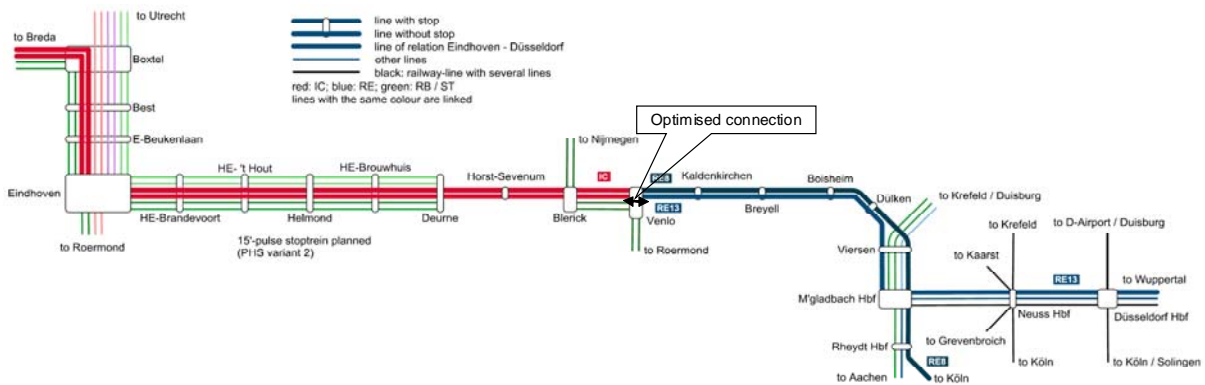 to Utrecht
to Breda
Boxtel
Best
E-Beukenlaan
Eindhoven
to Roermond
HE-Brandevoort
HE- 't Hout
Helmond
HE-Brouwhuis
Deurne
15'-pulse stoptrein planned
(PHS variant 2)
line with stop
line without stop
line of relation Eindhoven - Düsseldorf
other lines
black: railway-line with several lines
red: IC; blue: RE; green: RB / ST
lines with the same colour are linked
Optimised connection
Horst-Sevenum
to Nijmegen
Blerick
IC
RE8
RE13
Venlo
to Roermond
Kaldenkirchen
Breyell
Boisheim
Dülken
to Krefeld / Duisburg
Viersen
M'gladbach Hbf
Rheydt Hbf
to Aachen
RE8
to Köln
to Krefeld
to Kaarst
to Grevenbroich
Neuss Hbf
to Köln
to D-Airport / Duisburg
RE13
to Wuppertal
Düsseldorf Hbf
to Köln / Solingen